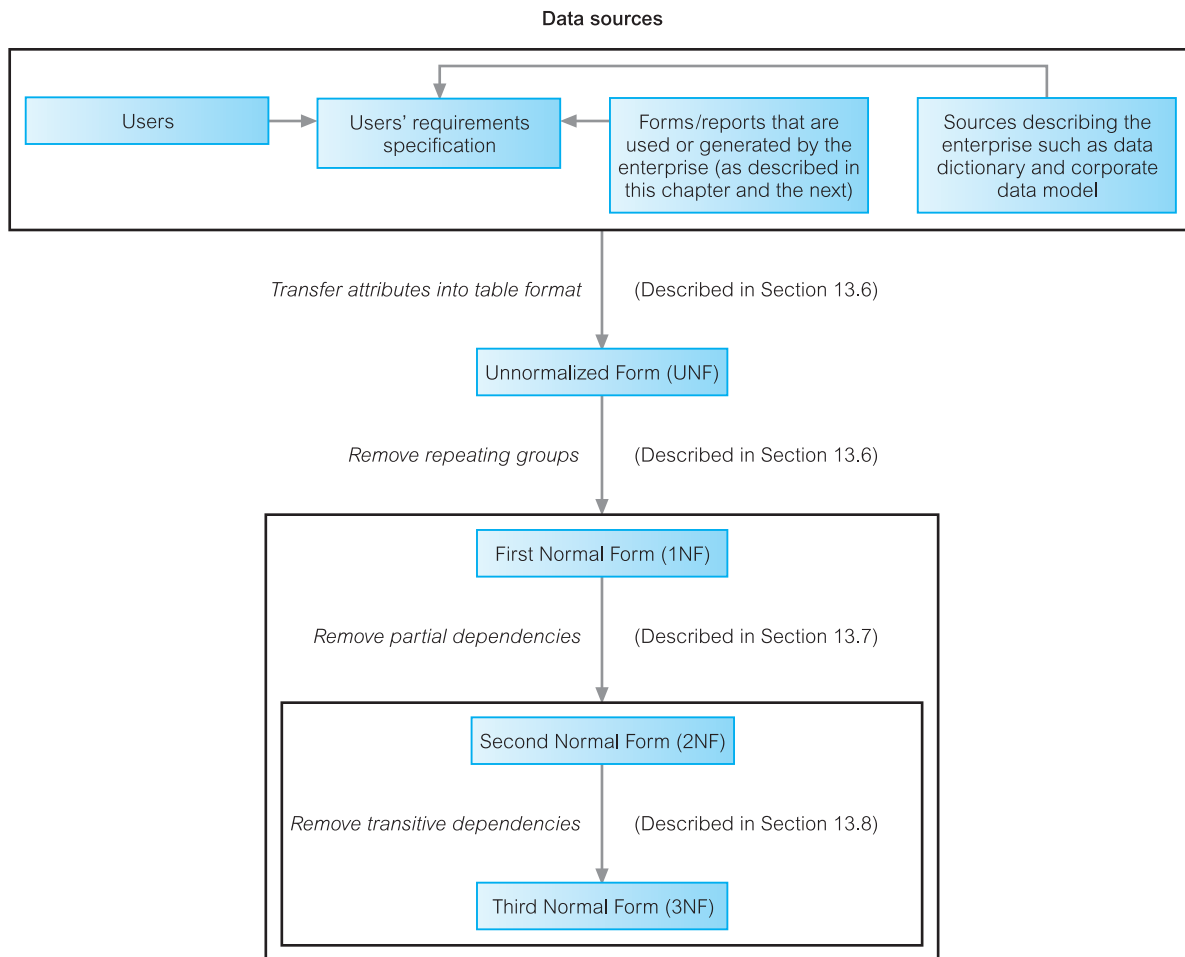 Data sources
Users
Users' requirements
specification
Forms/reports that are
used or generated by the
enterprise (as described in
this chapter and the next)
Sources describing the
enterprise such as data
dictionary and corporate
data model
Transfer attributes into table format
(Described in Section 13.6)
Unnormalized Form (UNF)
Remove repeating groups
(Described in Section 13.6)
First Normal Form (1NF)
Remove partial dependencies
(Described in Section 13.7)
Second Normal Form (2NF)
Remove transitive dependencies
(Described in Section 13.8)
Third Normal Form (3NF)